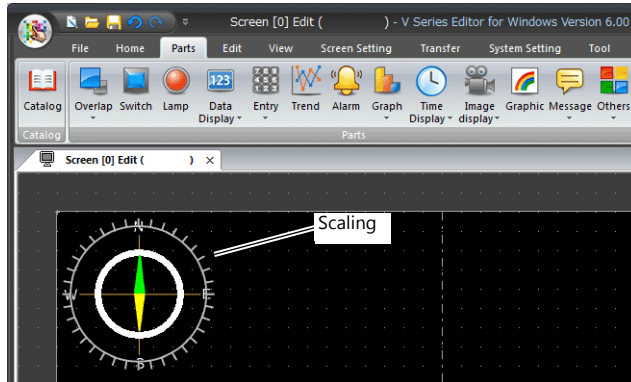 Screen [0] Edit (            ) - V Series Editor for Windows Version 6.00
File Home Parts Edit View Screen Setting Transfer System Setting Tool
123
Catalog Overlap Switch Lamp Data Display Entry Trend Alarm Graph Time Display Image display Graphic Message Others
Catalog Parts
Screen [0] Edit (            ) ×
Scaling
N
W E
S